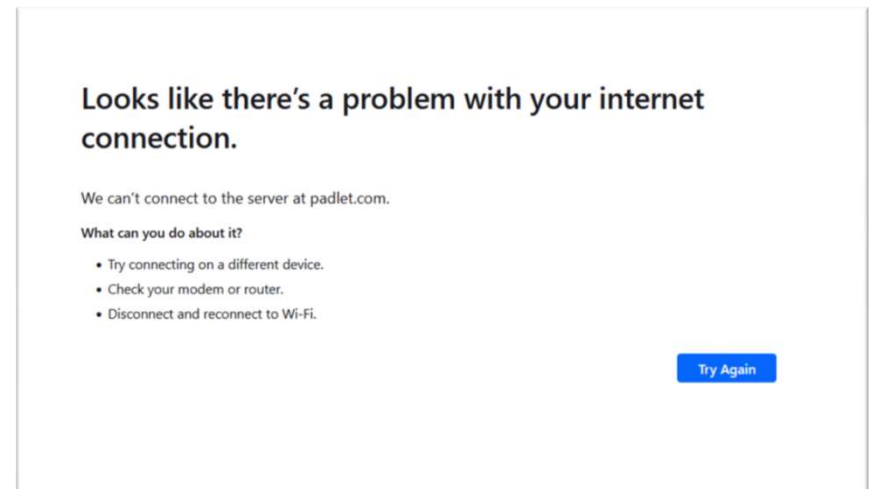 Looks like there’s a problem with your internet
connection.
We can’t connect to the server at padlet.com.
What can you do about it?
• Try connecting on a different device.
• Check your modem or router.
• Disconnect and reconnect to Wi-Fi.
Try Again